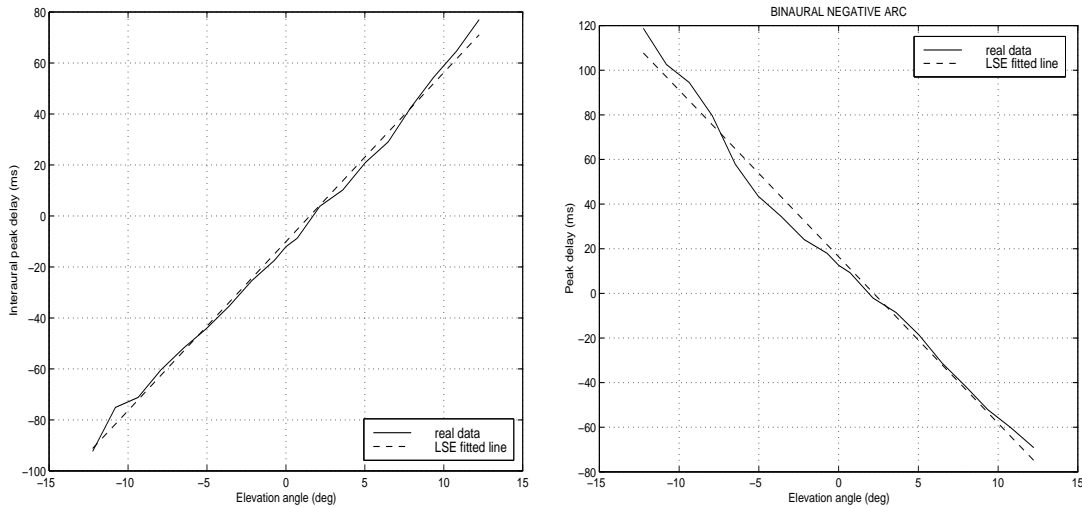 80
60
40
20
0
−20
−40
−60
−80
−100
Interaural peak delay (ms)
−15 −10 −5 0 5 10 15
Elevation angle (deg)
real data
LSE fitted line
BINAURAL NEGATIVE ARC
120
100
80
60
40
20
0
−20
−40
−60
−80
Peak delay (ms)
−15 −10 −5 0 5 10 15
Elevation angle (deg)
real data
LSE fitted line